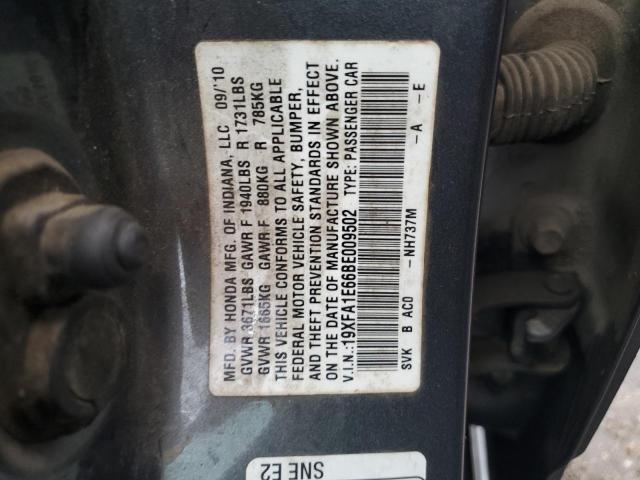 MFD. BY HONDA MFG. OF INDIANA, LLC 09/'10
GVWR 3671LBS GAWR F 1940LBS R 1731LBS
GVWR 1665KG GAWR F 880KG R 785KG
THIS VEHICLE CONFORMS TO ALL APPLICABLE
FEDERAL MOTOR VEHICLE SAFETY, BUMPER,
AND THEFT PREVENTION STANDARDS IN EFFECT
ON THE DATE OF MANUFACTURE SHOWN ABOVE.
V.I.N.: 19XFA1E66BE009502 TYPE: PASSENGER CAR
SVK B AC0 -NH737M -A -E
SNE E2